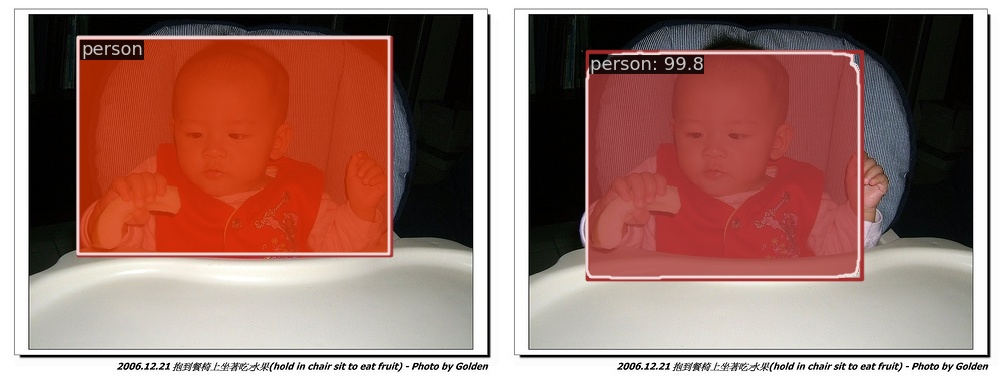 person
person: 99.8
2006.12.21 抱到餐椅上坐著吃水果(hold in chair sit to eat fruit) - Photo by Golden
2006.12.21 抱到餐椅上坐著吃水果(hold in chair sit to eat fruit) - Photo by Golden